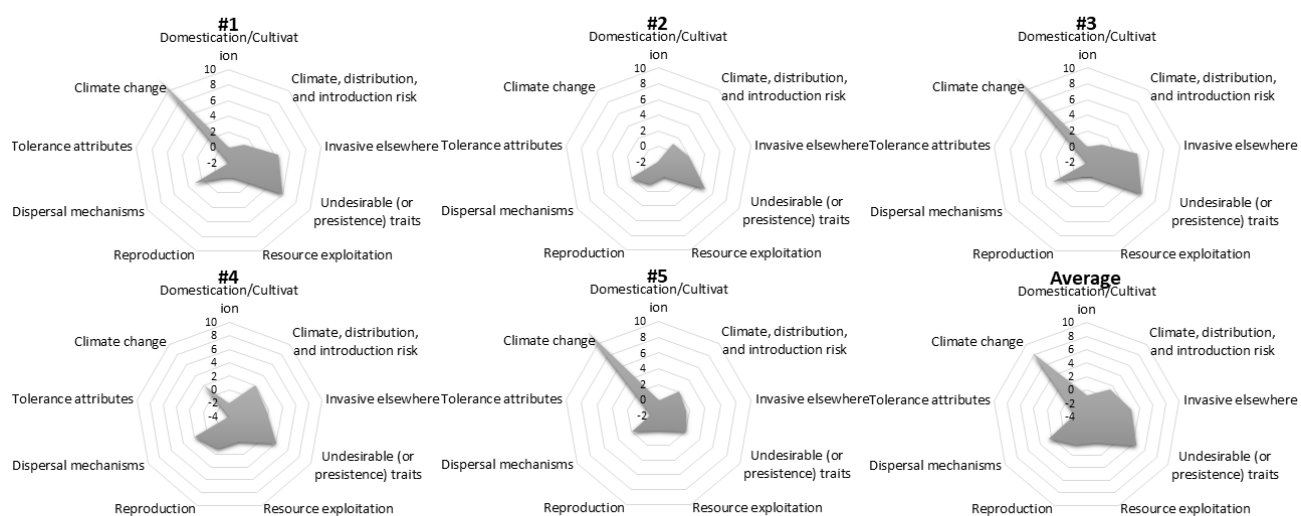 #1
Domestication/Cultivat
ion
10
8
6
4
2
0
-2
Climate, distribution,
and introduction risk
Invasive elsewhere
Undesirable (or
presistence) traits
Resource exploitation
Reproduction
Dispersal mechanisms
Tolerance attributes
Climate change
#2
Domestication/Cultivat
ion
10
8
6
4
2
0
-2
Climate, distribution,
and introduction risk
Invasive elsewhere
Undesirable (or
presistence) traits
Resource exploitation
Reproduction
Dispersal mechanisms
Tolerance attributes
Climate change
#3
Domestication/Cultivat
ion
10
8
6
4
2
0
-2
Climate, distribution,
and introduction risk
Invasive elsewhere
Undesirable (or
presistence) traits
Resource exploitation
Reproduction
Dispersal mechanisms
Tolerance attributes
Climate change
#4
Domestication/Cultivat
ion
10
8
6
4
2
0
-2
-4
Climate, distribution,
and introduction risk
Invasive elsewhere
Undesirable (or
presistence) traits
Resource exploitation
Reproduction
Dispersal mechanisms
Tolerance attributes
Climate change
#5
Domestication/Cultivat
ion
10
8
6
4
2
0
-2
Climate, distribution,
and introduction risk
Invasive elsewhere
Undesirable (or
presistence) traits
Resource exploitation
Reproduction
Dispersal mechanisms
Tolerance attributes
Climate change
Average
Domestication/Cultivat
ion
10
8
6
4
2
0
-2
-4
Climate, distribution,
and introduction risk
Invasive elsewhere
Undesirable (or
presistence) traits
Resource exploitation
Reproduction
Dispersal mechanisms
Tolerance attributes
Climate change